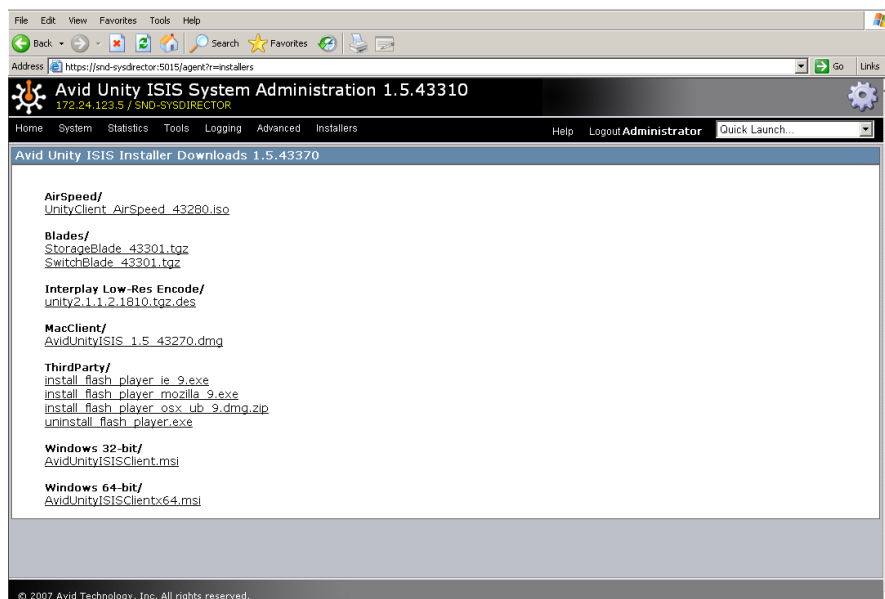 File Edit View Favorites Tools Help
Back Search Favorites
Address https://snd-sysdirector:5015/agent?r=installers Go Links
Avid Unity ISIS System Administration 1.5.43310
172.24.123.5 / SND-SYSDIRECTOR
Home System Statistics Tools Logging Advanced Installers Help Logout Administrator Quick Launch...
Avid Unity ISIS Installer Downloads 1.5.43370
AirSpeed/
UnityClient_AirSpeed_43280.iso
Blades/
StorageBlade_43301.tgz
SwitchBlade_43301.tgz
Interplay Low-Res Encode/
unity2.1.1.2.1810.tgz.des
MacClient/
AvidUnityISIS_1.5_43270.dmg
ThirdParty/
install_flash_player_ie_9.exe
install_flash_player_mozilla_9.exe
install_flash_player_osx_ub_9.dmg.zip
uninstall_flash_player.exe
Windows 32-bit/
AvidUnityISISClient.msi
Windows 64-bit/
AvidUnityISISClientx64.msi
© 2007 Avid Technology, Inc. All rights reserved.